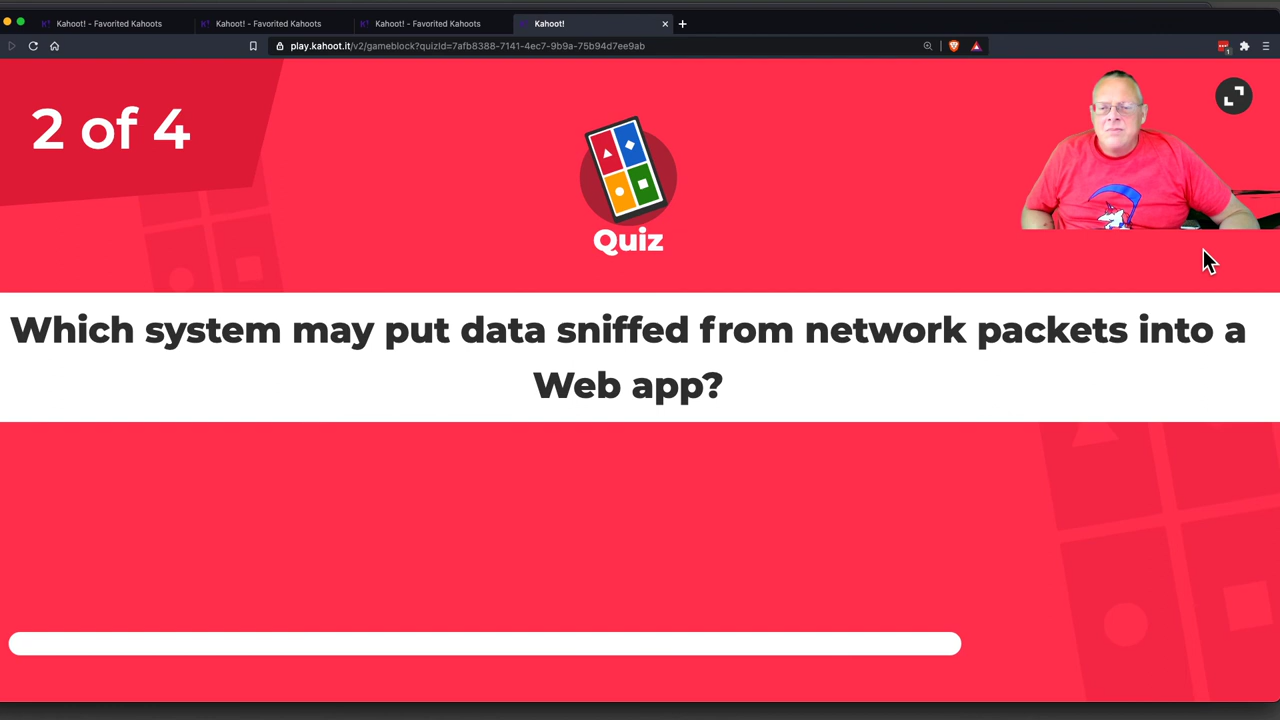 Kahoot! - Favorited Kahoots
Kahoot! - Favorited Kahoots
Kahoot! - Favorited Kahoots
Kahoot!
play.kahoot.it/v2/gameblock?quizId=7afb8388-7141-4ec7-9b9a-75b94d7ee9ab
1
2 of 4
Quiz
Which system may put data sniffed from network packets into a
Web app?